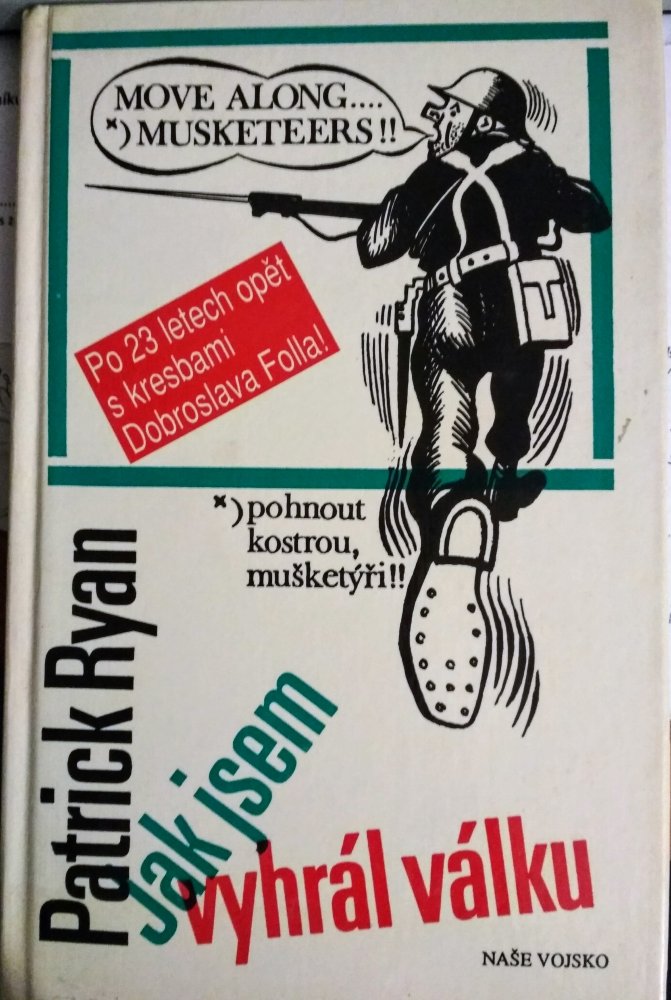 MOVE ALONG....
*) MUSKETEERS!!
Po 23 letech opět
s kresbami
Dobroslava Folla!
*) pohnout
kostrou,
mušketýři!!
Patrick Ryan
Jak jsem
vyhrál válku
NAŠE VOJSKO